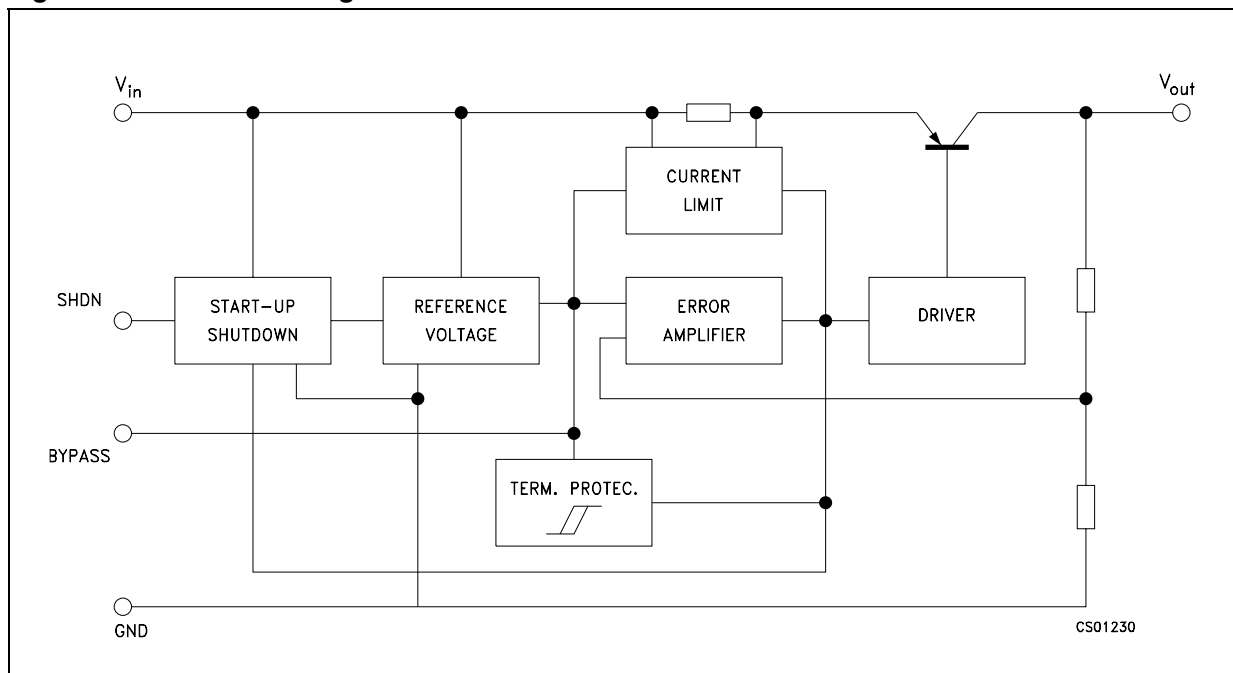 Vin
Vout
CURRENT
LIMIT
SHDN
START-UP
SHUTDOWN
REFERENCE
VOLTAGE
ERROR
AMPLIFIER
DRIVER
BYPASS
TERM. PROTEC.
GND
CS01230